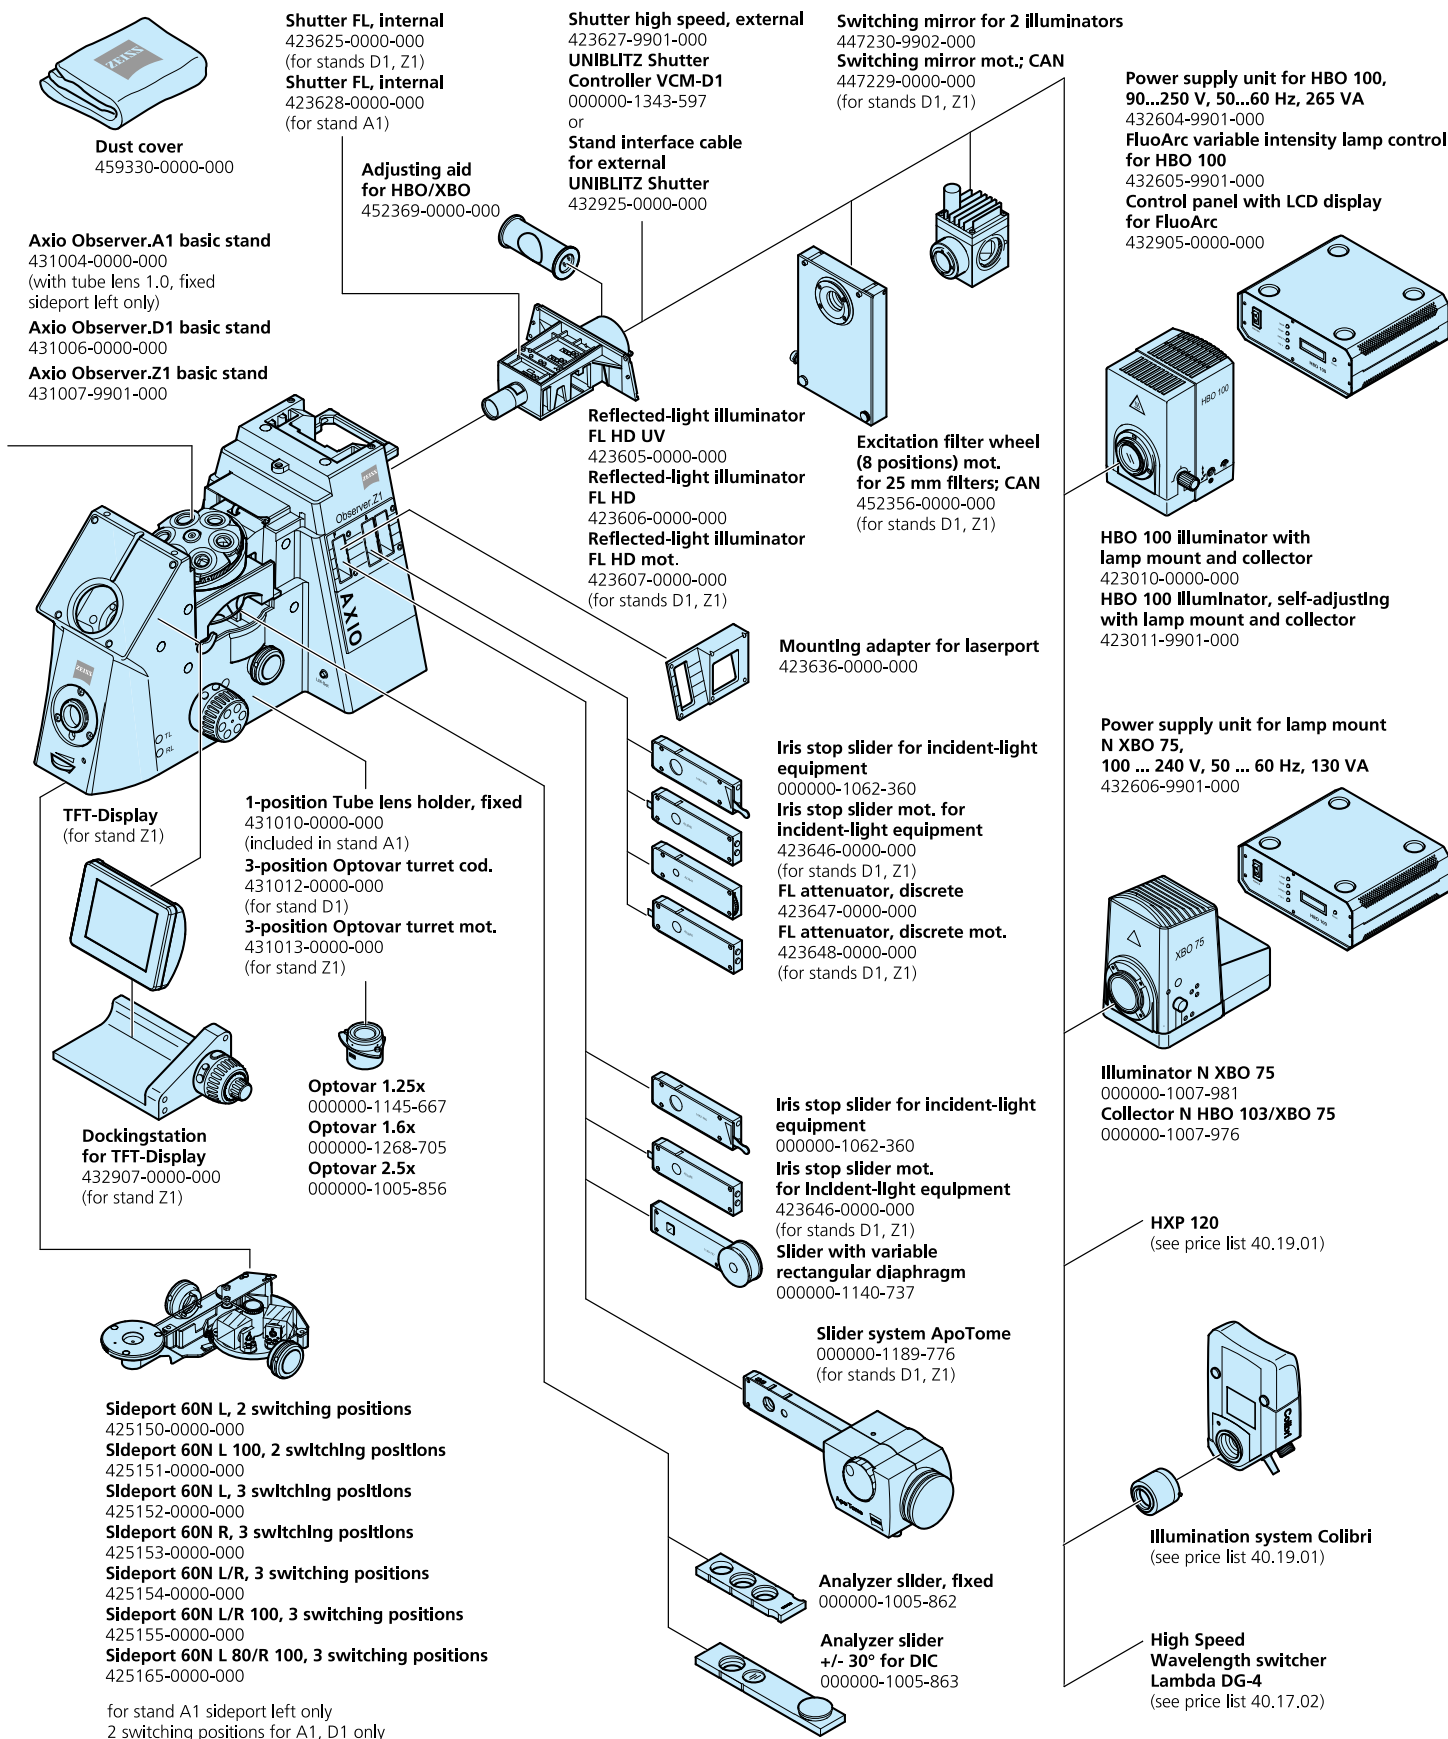 ZEISS
Dust cover
459330-0000-000
Shutter FL, internal
423625-0000-000
(for stands D1, Z1)
Shutter FL, internal
423628-0000-000
(for stand A1)
Adjusting aid
for HBO/XBO
452369-0000-000
Shutter high speed, external
423627-9901-000
UNIBLITZ Shutter
Controller VCM-D1
000000-1343-597
or
Stand interface cable
for external
UNIBLITZ Shutter
432925-0000-000
Switching mirror for 2 illuminators
447230-9902-000
Switching mirror mot.; CAN
447229-0000-000
(for stands D1, Z1)
Power supply unit for HBO 100,
90...250 V, 50...60 Hz, 265 VA
432604-9901-000
FluoArc variable intensity lamp control
for HBO 100
432605-9901-000
Control panel with LCD display
for FluoArc
432905-0000-000
Axio Observer.A1 basic stand
431004-0000-000
(with tube lens 1.0, fixed
sideport left only)
Axio Observer.D1 basic stand
431006-0000-000
Axio Observer.Z1 basic stand
431007-9901-000
Reflected-light illuminator
FL HD UV
423605-0000-000
Reflected-light illuminator
FL HD
423606-0000-000
Reflected-light illuminator
FL HD mot.
423607-0000-000
(for stands D1, Z1)
Excitation filter wheel
(8 positions) mot.
for 25 mm filters; CAN
452356-0000-000
(for stands D1, Z1)
HBO 100
HBO 100
HBO 100 illuminator with
lamp mount and collector
423010-0000-000
HBO 100 Illuminator, self-adjusting
with lamp mount and collector
423011-9901-000
ZEISS
Observer.Z1
AXIO
ZEISS
TL
RL
Mounting adapter for laserport
423636-0000-000
Iris stop slider for incident-light
equipment
000000-1062-360
Iris stop slider mot. for
incident-light equipment
423646-0000-000
(for stands D1, Z1)
FL attenuator, discrete
423647-0000-000
FL attenuator, discrete mot.
423648-0000-000
(for stands D1, Z1)
Power supply unit for lamp mount
N XBO 75,
100 ... 240 V, 50 ... 60 Hz, 130 VA
432606-9901-000
HBO 100
XBO 75
Illuminator N XBO 75
000000-1007-981
Collector N HBO 103/XBO 75
000000-1007-976
TFT-Display
(for stand Z1)
1-position Tube lens holder, fixed
431010-0000-000
(included in stand A1)
3-position Optovar turret cod.
431012-0000-000
(for stand D1)
3-position Optovar turret mot.
431013-0000-000
(for stand Z1)
Optovar 1.25x
000000-1145-667
Optovar 1.6x
000000-1268-705
Optovar 2.5x
000000-1005-856
Dockingstation
for TFT-Display
432907-0000-000
(for stand Z1)
Iris stop slider for incident-light
equipment
000000-1062-360
Iris stop slider mot.
for incident-light equipment
423646-0000-000
(for stands D1, Z1)
Slider with variable
rectangular diaphragm
000000-1140-737
Slider system ApoTome
000000-1189-776
(for stands D1, Z1)
ApoTome
HXP 120
(see price list 40.19.01)
Colibri
Illumination system Colibri
(see price list 40.19.01)
Sideport 60N L, 2 switching positions
425150-0000-000
Sideport 60N L 100, 2 switching positions
425151-0000-000
Sideport 60N L, 3 switching positions
425152-0000-000
Sideport 60N R, 3 switching positions
425153-0000-000
Sideport 60N L/R, 3 switching positions
425154-0000-000
Sideport 60N L/R 100, 3 switching positions
425155-0000-000
Sideport 60N L 80/R 100, 3 switching positions
425165-0000-000
for stand A1 sideport left only
2 switching positions for A1, D1 only
Analyzer slider, fixed
000000-1005-862
Analyzer slider
+/- 30° for DIC
000000-1005-863
High Speed
Wavelength switcher
Lambda DG-4
(see price list 40.17.02)